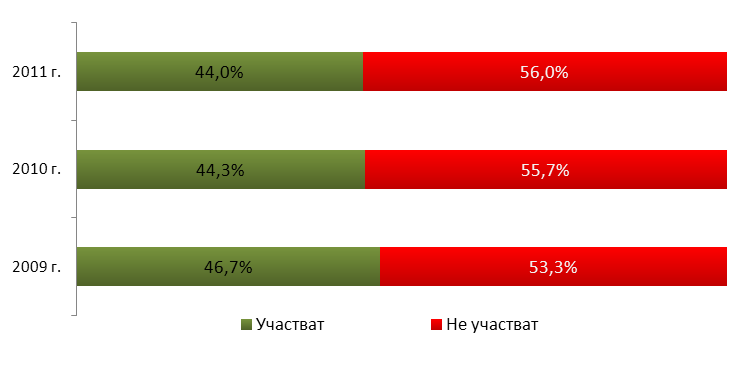 2011 г.
44,0%
56,0%
2010 г.
44,3%
55,7%
2009 г.
46,7%
53,3%
Участват
Не участват